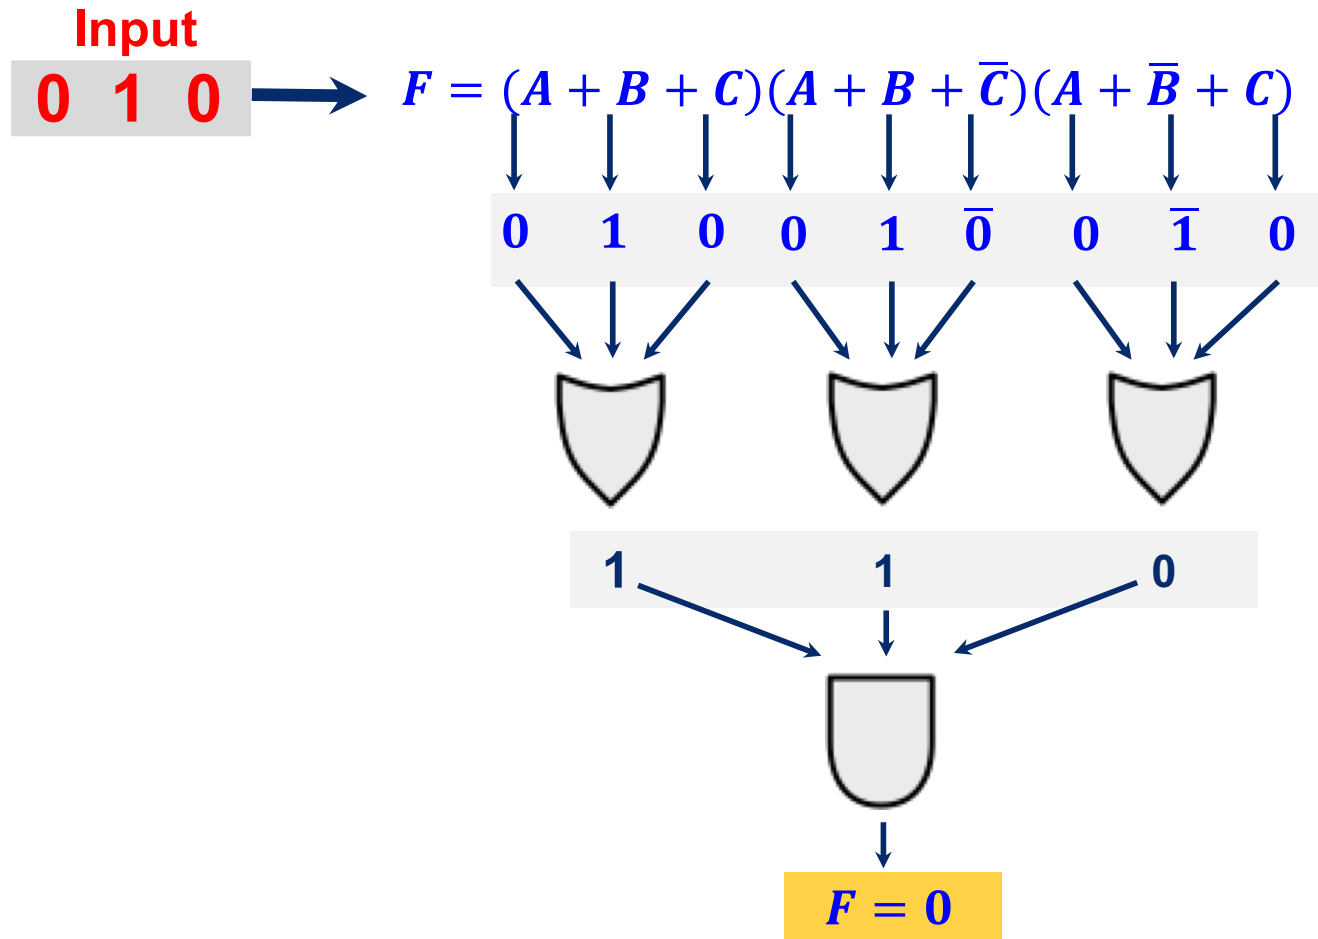 Input
0 1 0
F = (A + B + C)(A + B + C̅)(A + B̅ + C)
0 1 0 0 1 0̅ 0 1̅ 0
1 1 0
F = 0